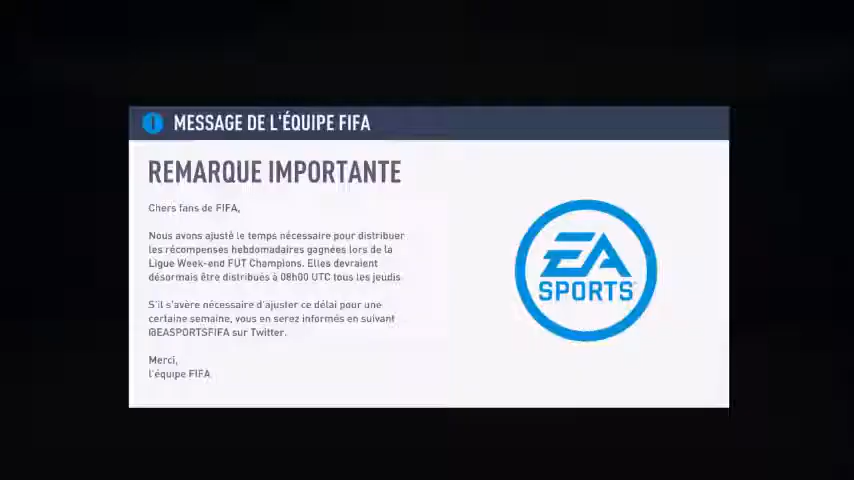 MESSAGE DE L'ÉQUIPE FIFA
REMARQUE IMPORTANTE
Chers fans de FIFA,
Nous avons ajusté le temps nécessaire pour distribuer
les récompenses hebdomadaires gagnées lors de la
Ligue Week-end FUT Champions. Elles devraient
désormais être distribués à 08h00 UTC tous les jeudis
S'il s'avère nécessaire d'ajuster ce délai pour une
certaine semaine, vous en serez informés en suivant
@EASPORTSFIFA sur Twitter.
Merci,
l'équipe FIFA
EA
SPORTS